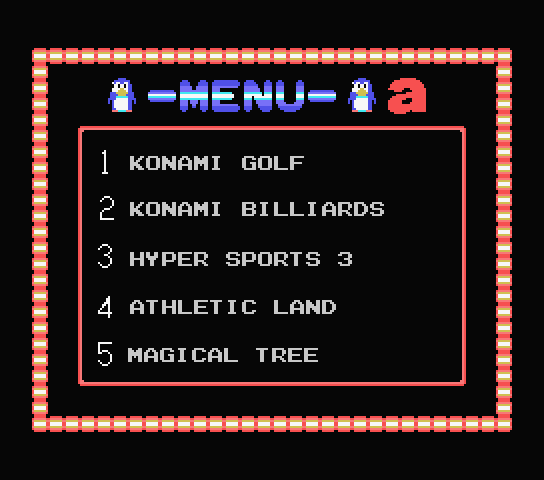 -MENU- a
1 KONAMI GOLF
2 KONAMI BILLIARDS
3 HYPER SPORTS 3
4 ATHLETIC LAND
5 MAGICAL TREE